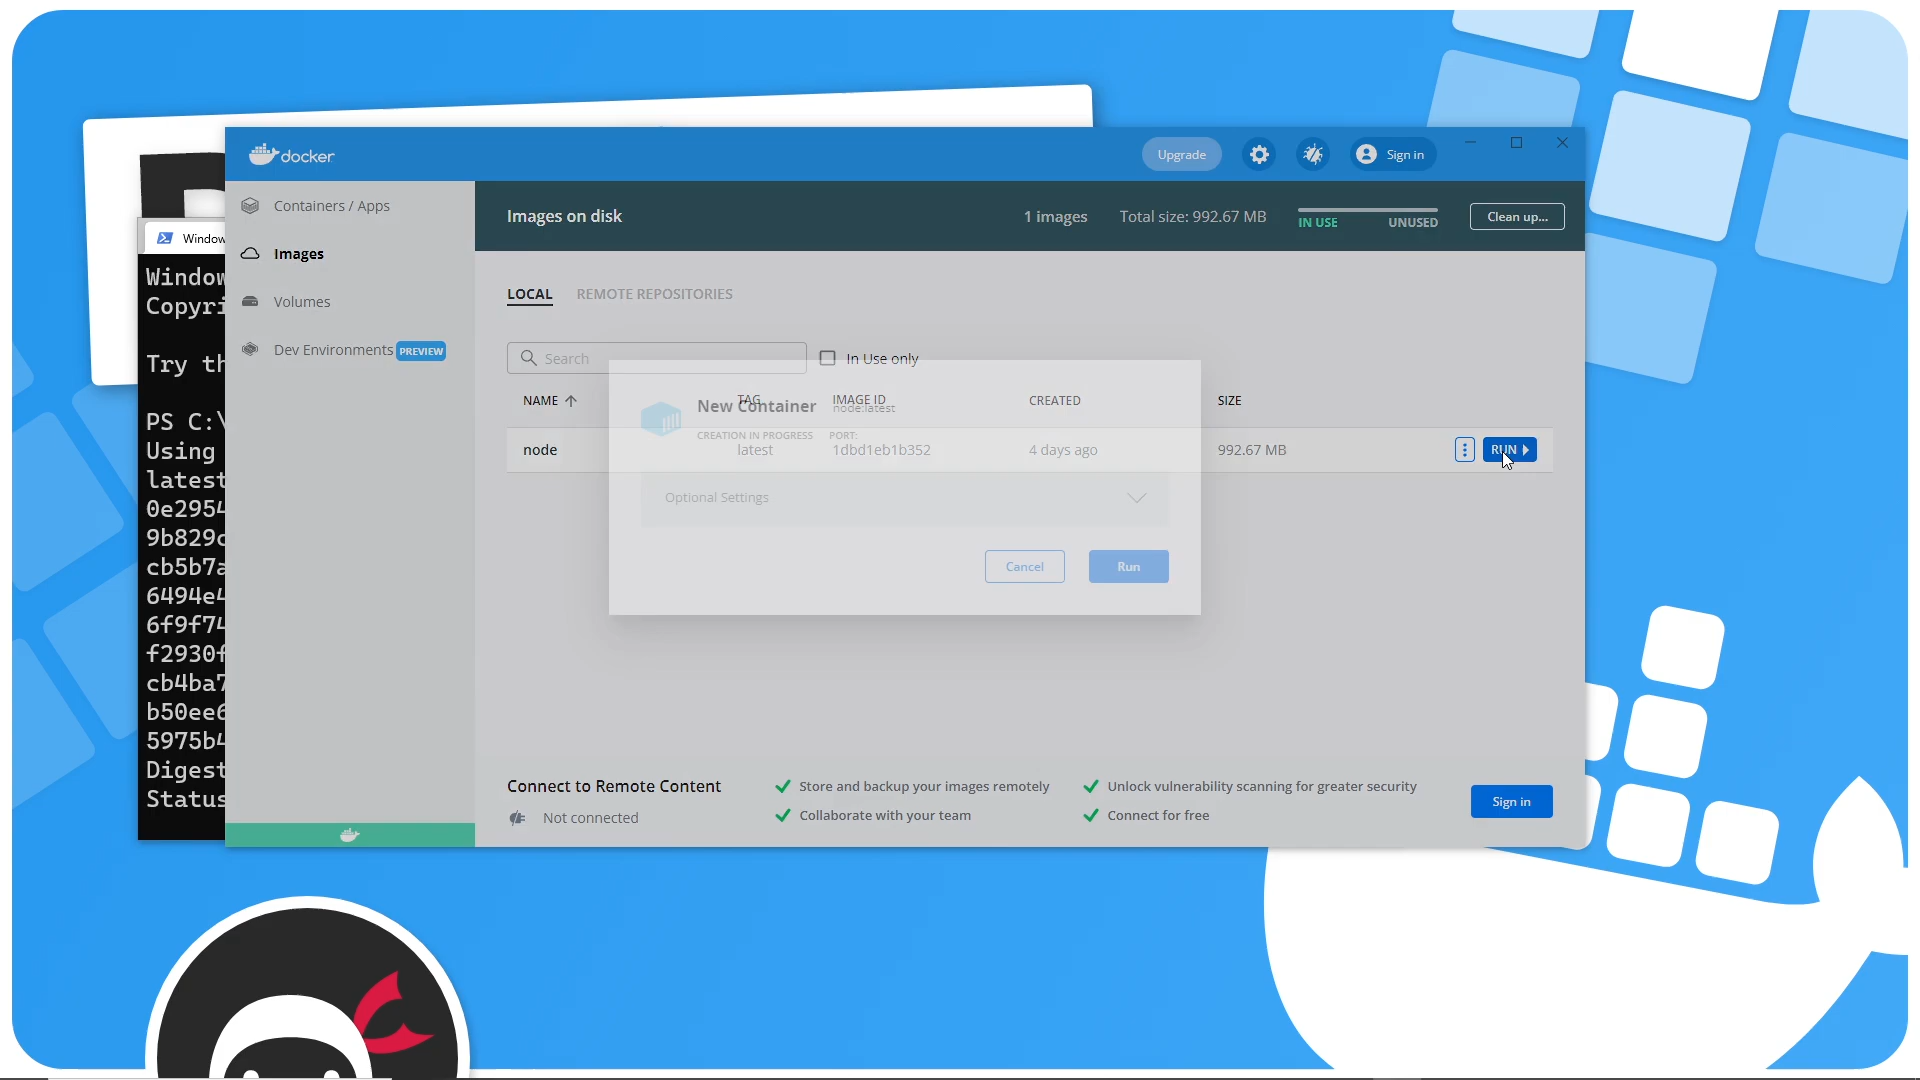 docker
Upgrade
Sign in
Containers / Apps
Images
Volumes
Dev Environments PREVIEW
Images on disk
1 images
Total size: 992.67 MB
IN USE
UNUSED
Clean up...
LOCAL
REMOTE REPOSITORIES
Search
In Use only
NAME
TAG
IMAGE ID
CREATED
SIZE
node
latest
1dbd1eb1b352
4 days ago
992.67 MB
RUN
New Container
node:latest
CREATION IN PROGRESS
PORT:
Optional Settings
Cancel
Run
Connect to Remote Content
Not connected
Store and backup your images remotely
Collaborate with your team
Unlock vulnerability scanning for greater security
Connect for free
Sign in
Window
Window
Copyri
Try th
PS C:\
Using
latest
0e2954
9b829c
cb5b7a
6494e4
6f9f74
f2930f
cb4ba7
b50ee6
5975b4
Digest
Status